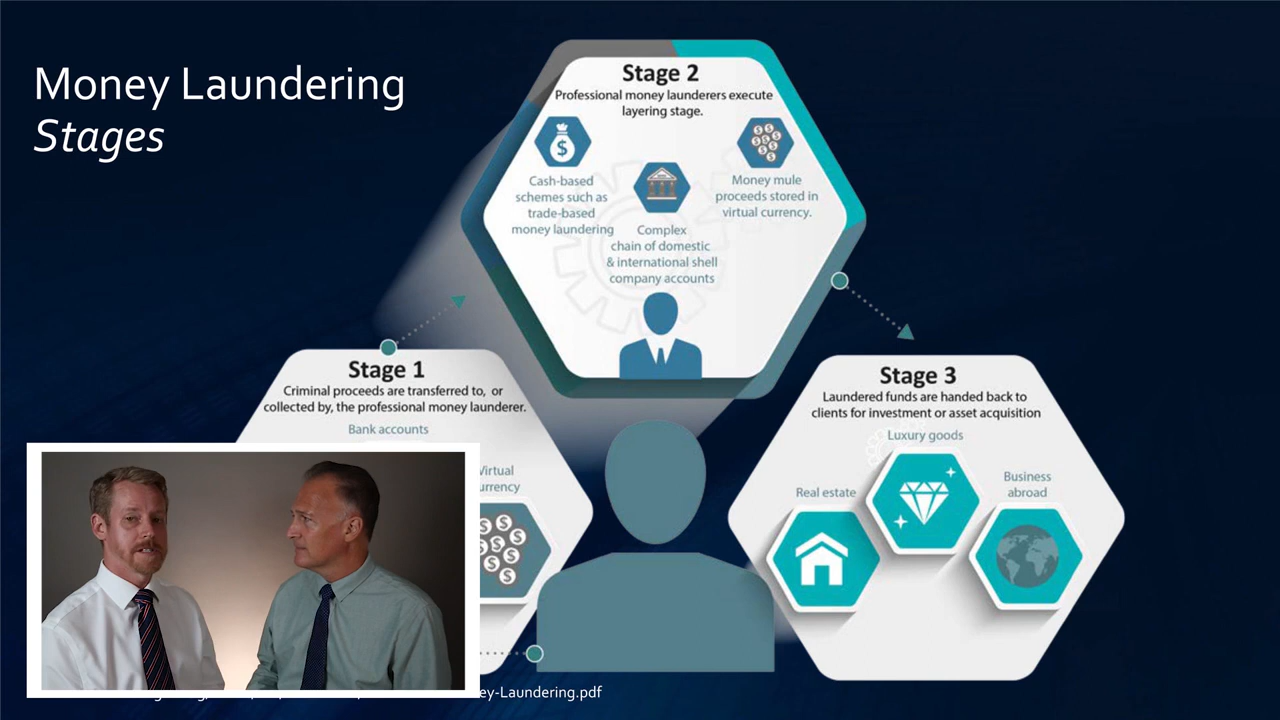 Money Laundering
Stages
Stage 2
Professional money launderers execute
layering stage.
Cash-based
schemes such as
trade-based
money laundering
Complex
chain of domestic
& international shell
company accounts
Money mule
proceeds stored in
virtual currency.
Stage 1
Criminal proceeds are transferred to, or
collected by, the professional money launderer.
Bank accounts
Stage 3
Laundered funds are handed back to
clients for investment or asset acquisition
Luxury goods
Real estate
Business
abroad
ey-Laundering.pdf